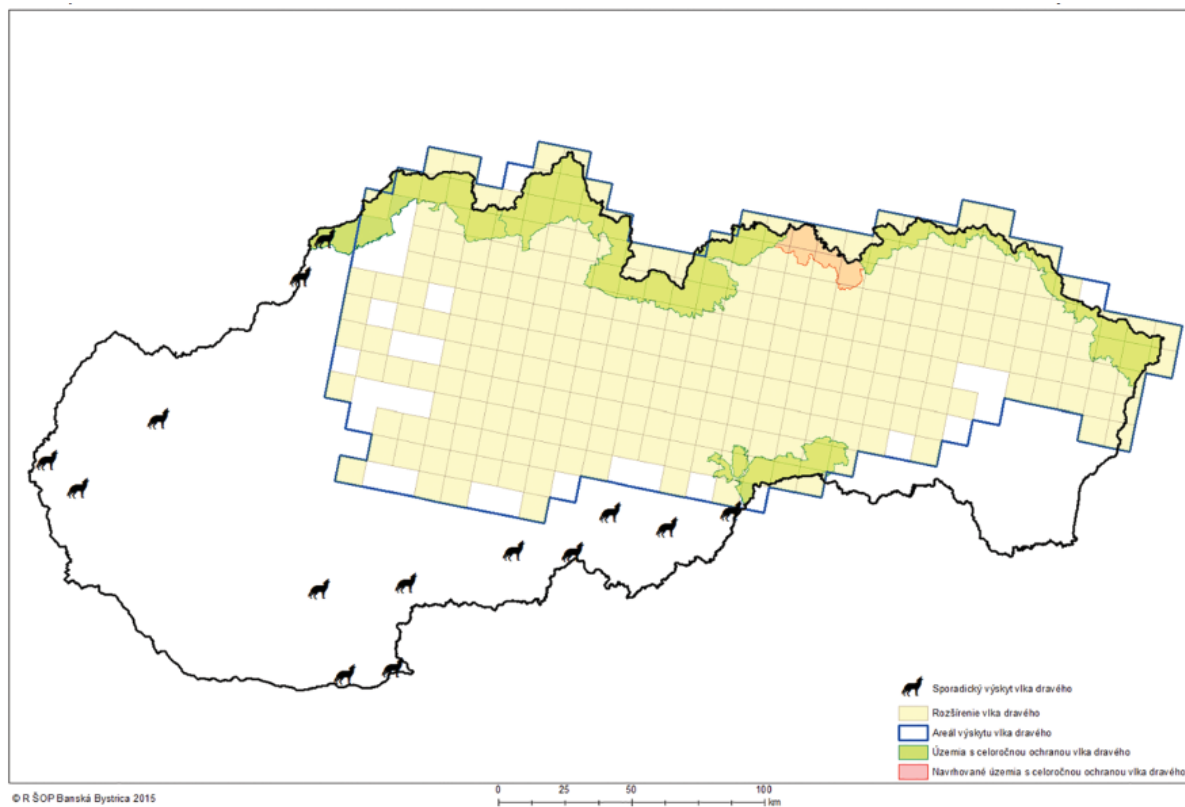 Sporadický výskyt vlka dravého
Rozšírenie vlka dravého
Areál výskytu vlka dravého
Územia s celoročnou ochranou vlka dravého
Navrhované územia s celoročnou ochranou vlka dravého
© R ŠOP Banská Bystrica 2015
0 25 50 100
km